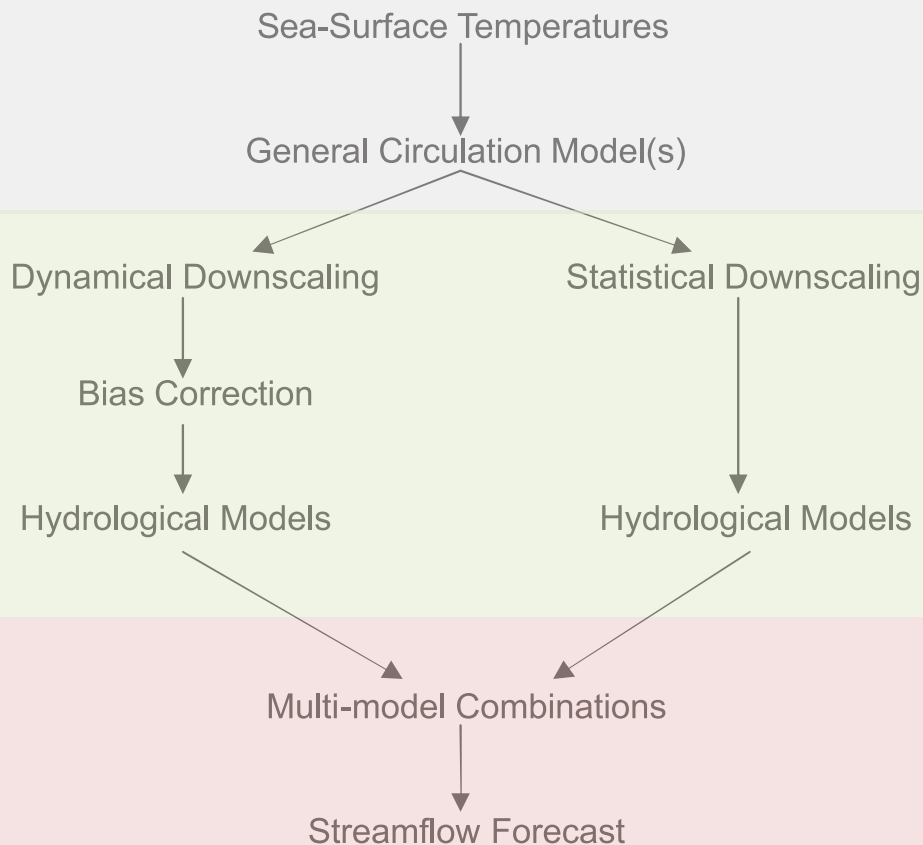 Sea-Surface Temperatures
General Circulation Model(s)
Dynamical Downscaling
Statistical Downscaling
Bias Correction
Hydrological Models
Hydrological Models
Multi-model Combinations
Streamflow Forecast